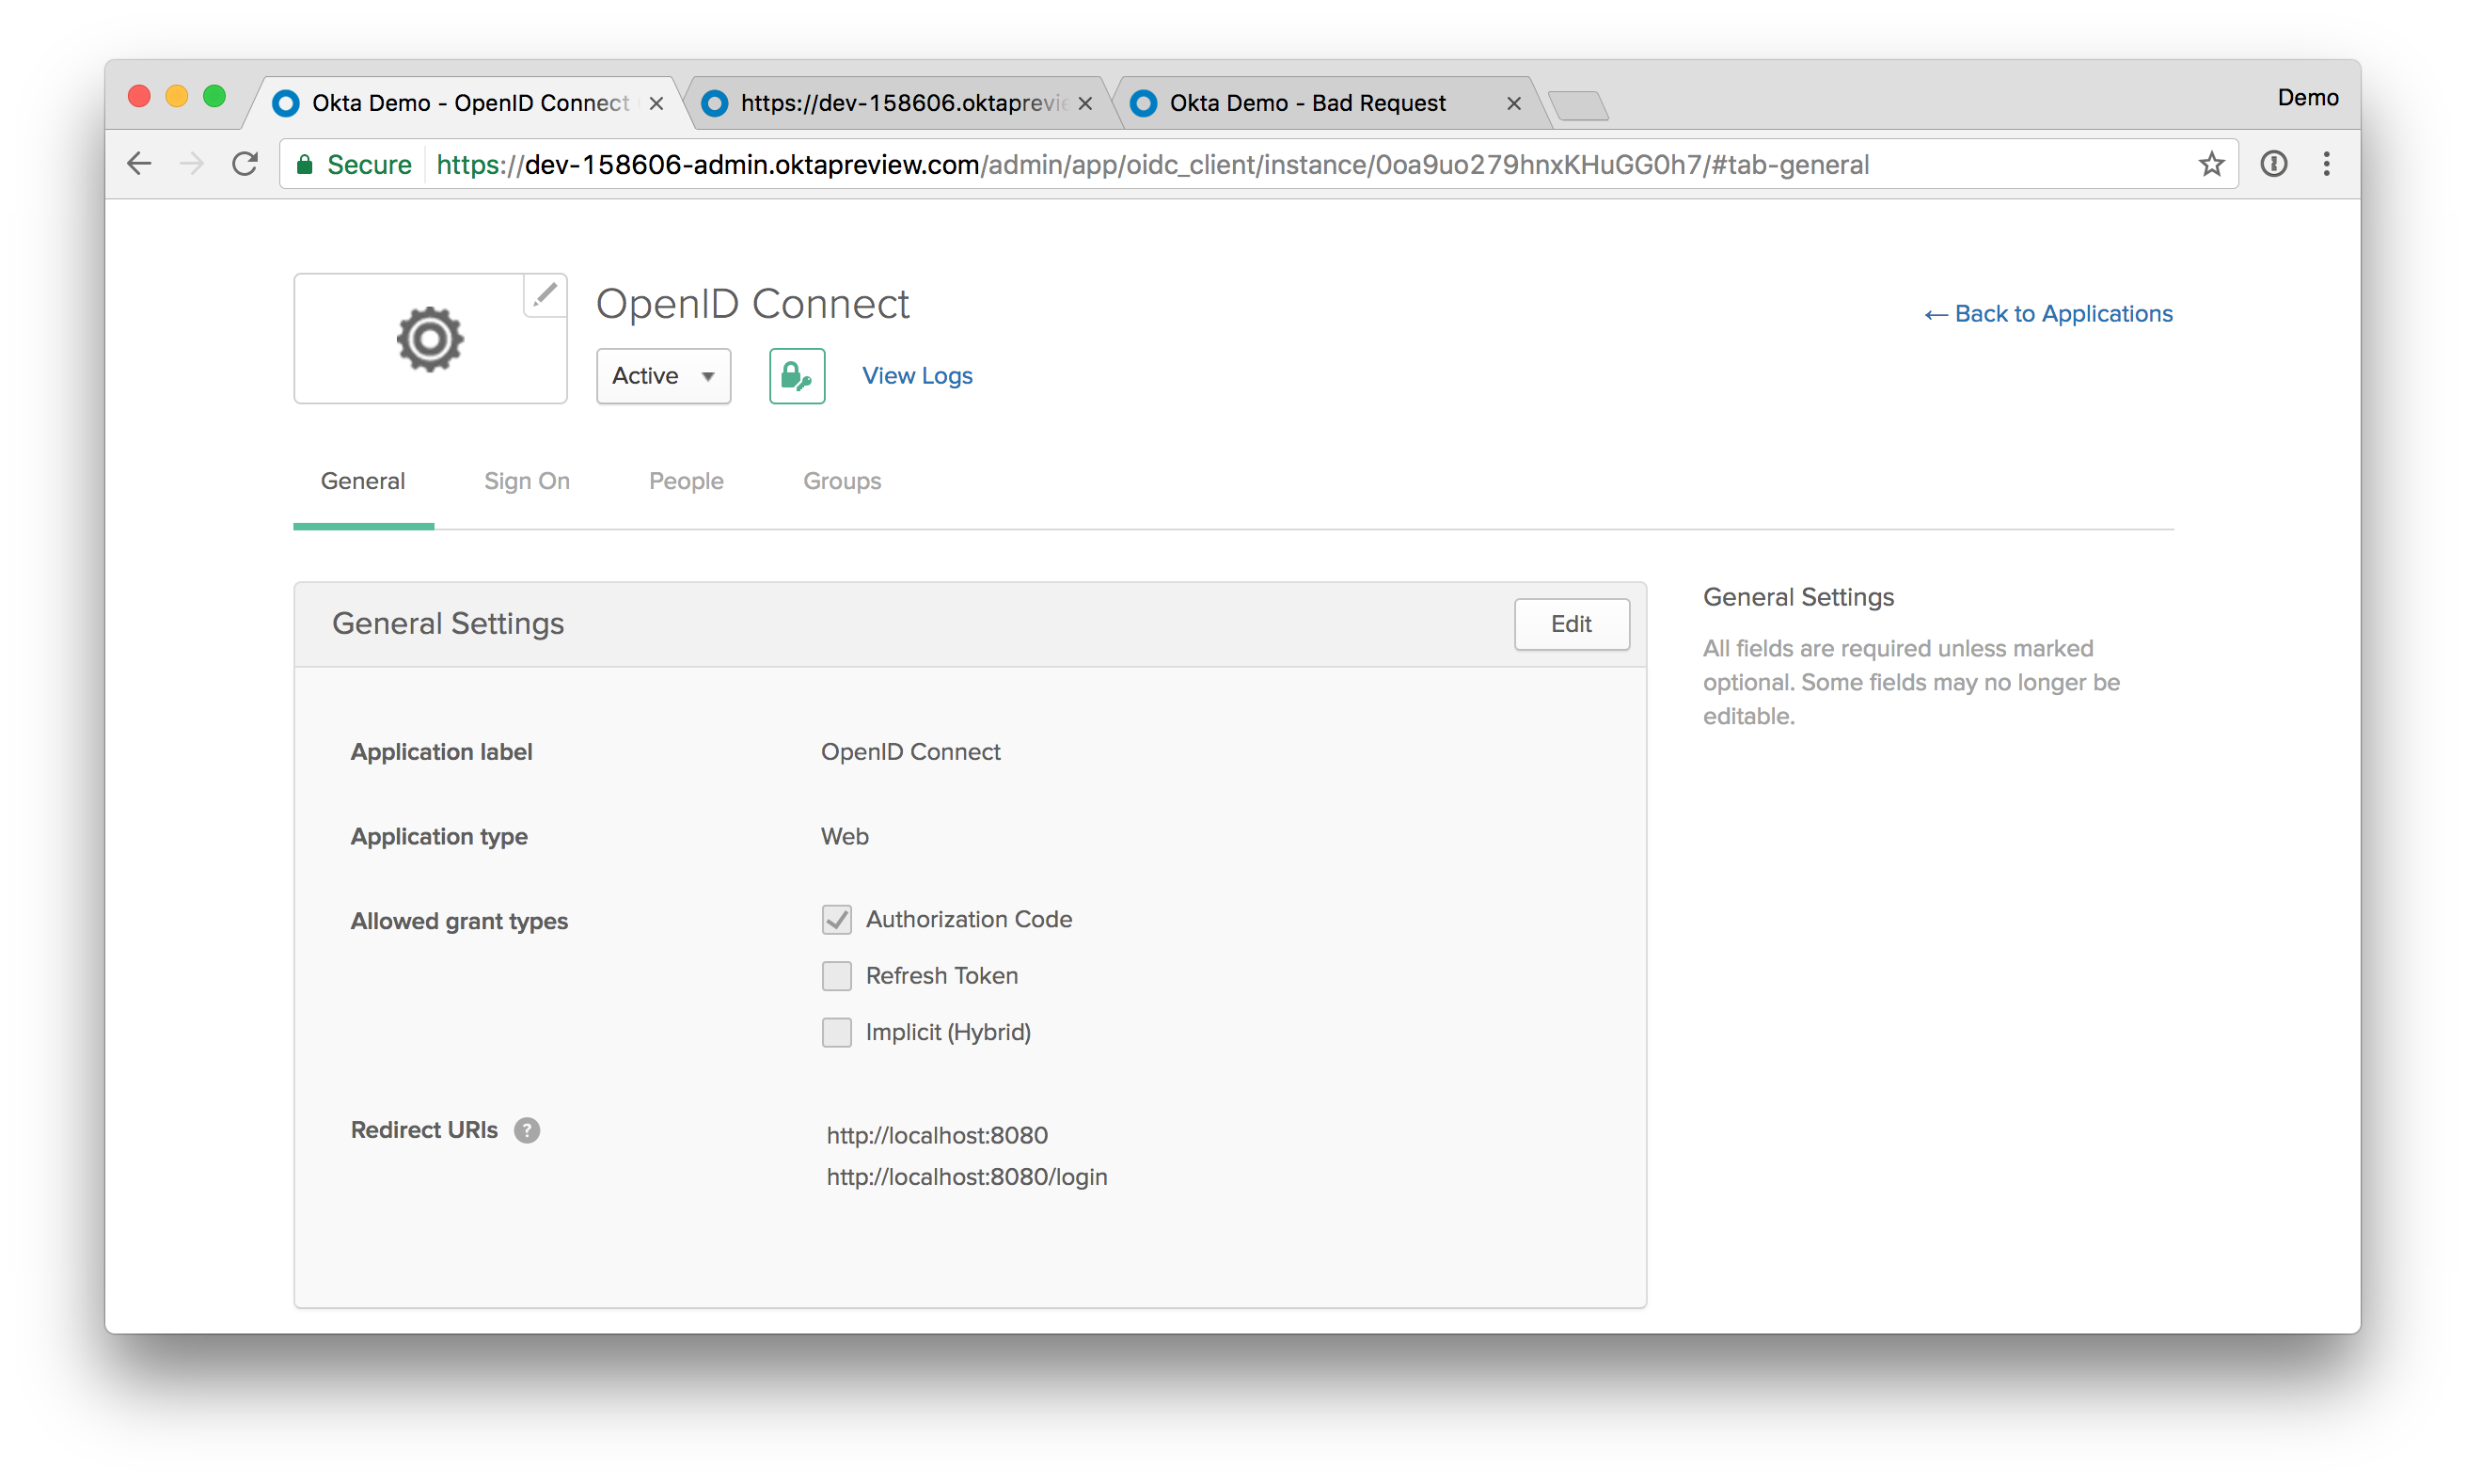 Okta Demo - OpenID Connect
https://dev-158606.oktaprevie
Okta Demo - Bad Request
Demo
Secure https://dev-158606-admin.oktapreview.com/admin/app/oidc_client/instance/0oa9uo279hnxKHuGG0h7/#tab-general
OpenID Connect
← Back to Applications
Active
View Logs
General
Sign On
People
Groups
General Settings
Edit
Application label
OpenID Connect
Application type
Web
Allowed grant types
Authorization Code
Refresh Token
Implicit (Hybrid)
Redirect URIs ?
http://localhost:8080
http://localhost:8080/login
General Settings
All fields are required unless marked
optional. Some fields may no longer be
editable.